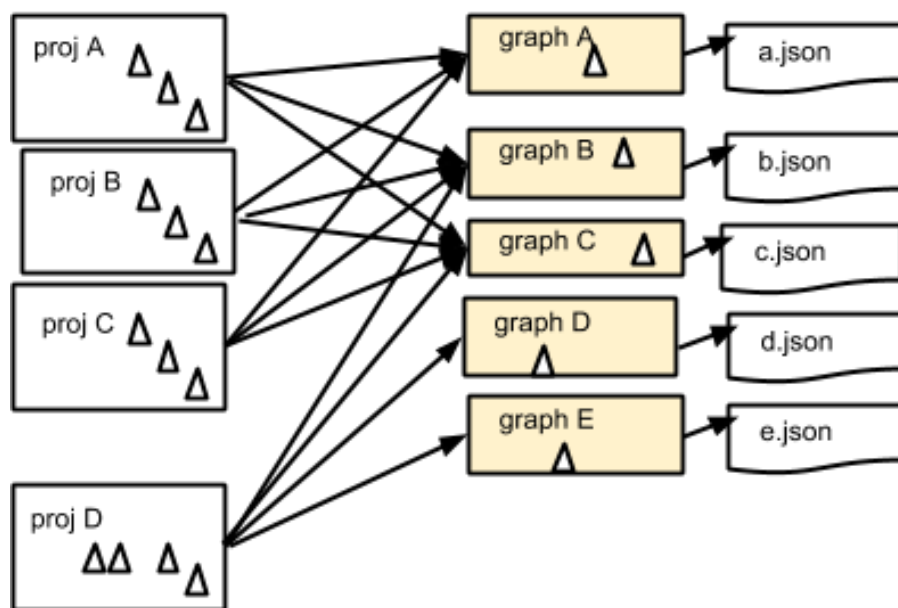 proj A
graph A
a.json
proj B
graph B
b.json
proj C
graph C
c.json
graph D
d.json
graph E
e.json
proj D